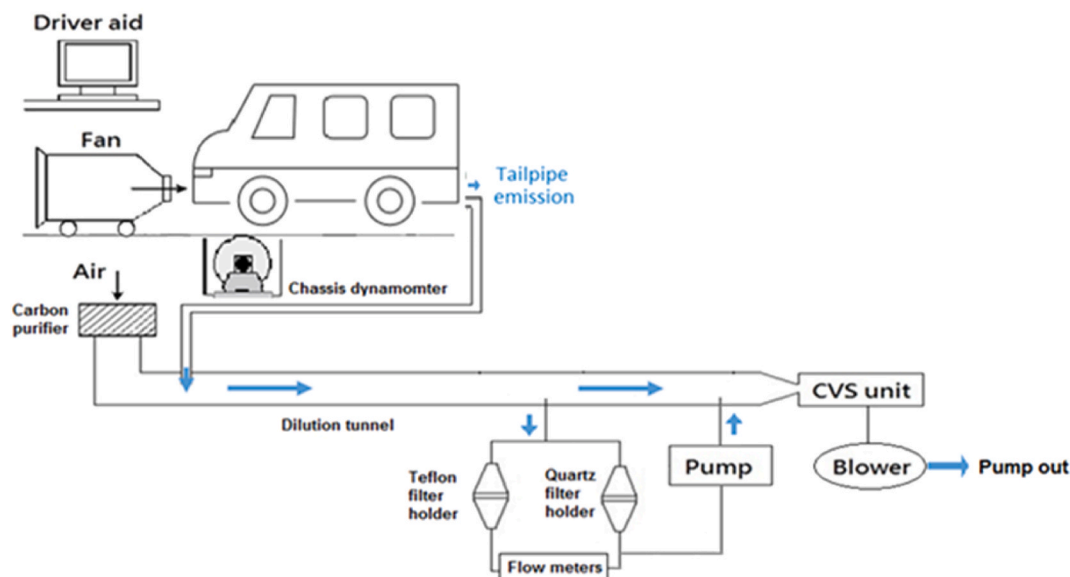 Driver aid
Fan
Tailpipe
emission
Air
Chassis dynamomter
Carbon
purifier
CVS unit
Dilution tunnel
Teflon
filter
holder
Quartz
filter
holder
Pump
Blower
Pump out
Flow meters